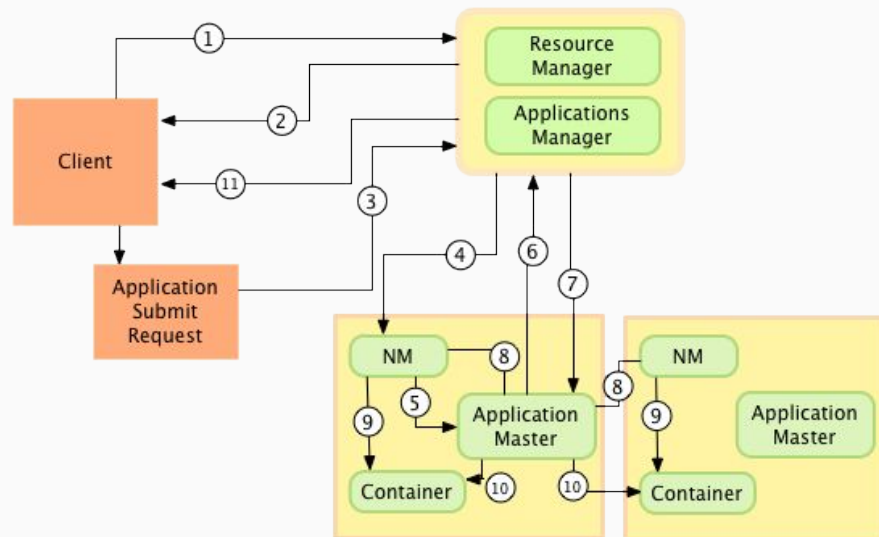 1
Resource
Manager
2
Applications
Manager
Client
11
3
4
6
7
Application
Submit
Request
NM
8
NM
8
5
9
Application
Master
9
Application
Master
Container
10
10
Container